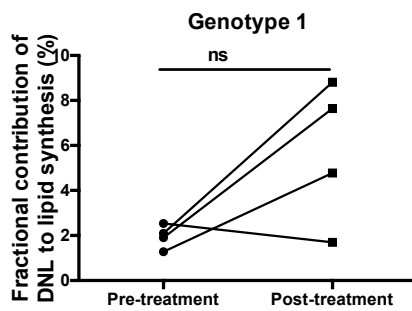 Genotype 1
Fractional contribution of
DNL to lipid synthesis (%)
10
8
6
4
2
0
ns
Pre-treatment
Post-treatment